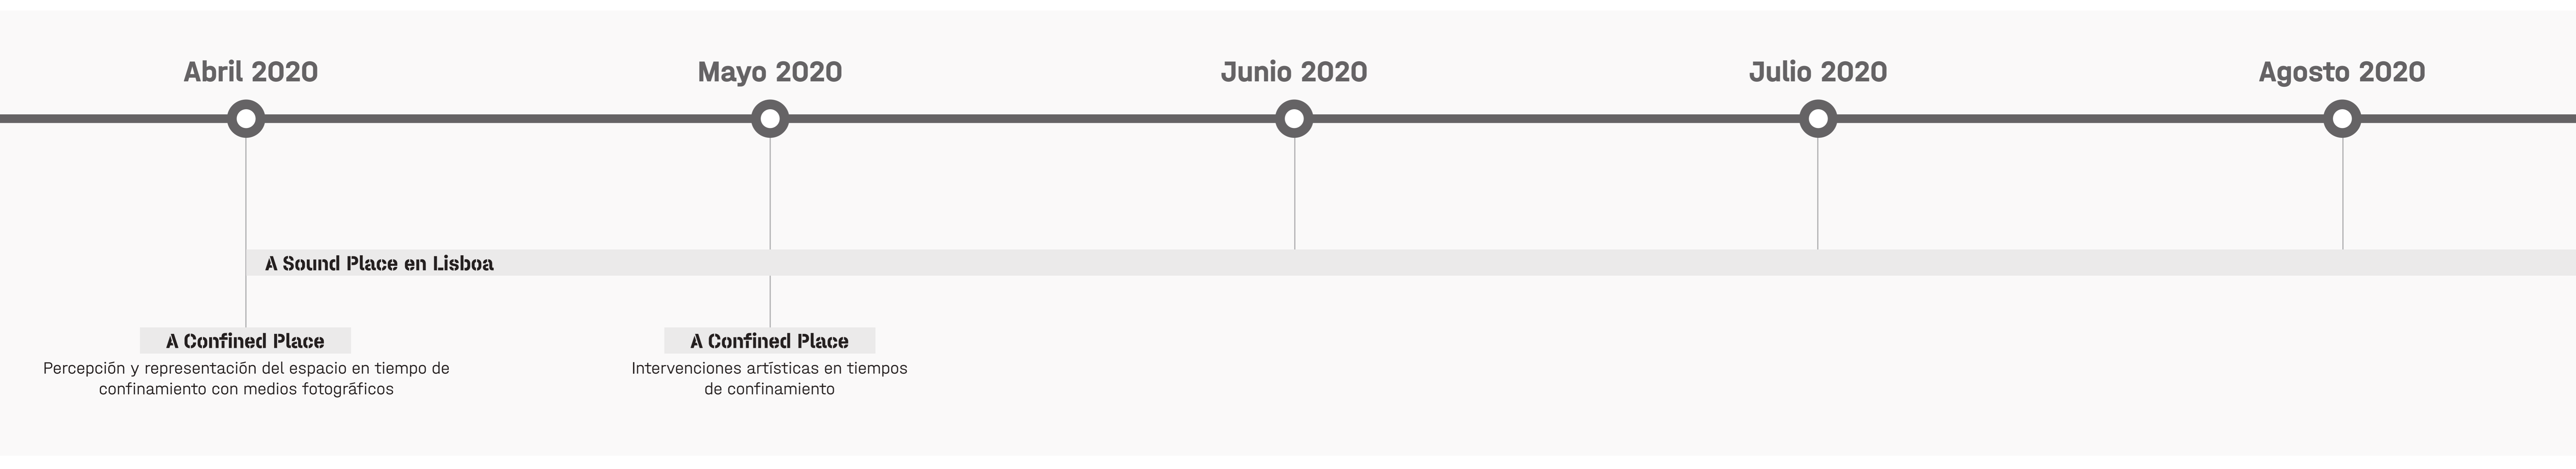 Abril 2020
Mayo 2020
Junio 2020
Julio 2020
Agosto 2020
A Sound Place en Lisboa
A Confined Place
Percepción y representación del espacio en tiempo de
confinamiento con medios fotográficos
A Confined Place
Intervenciones artísticas en tiempos
de confinamiento